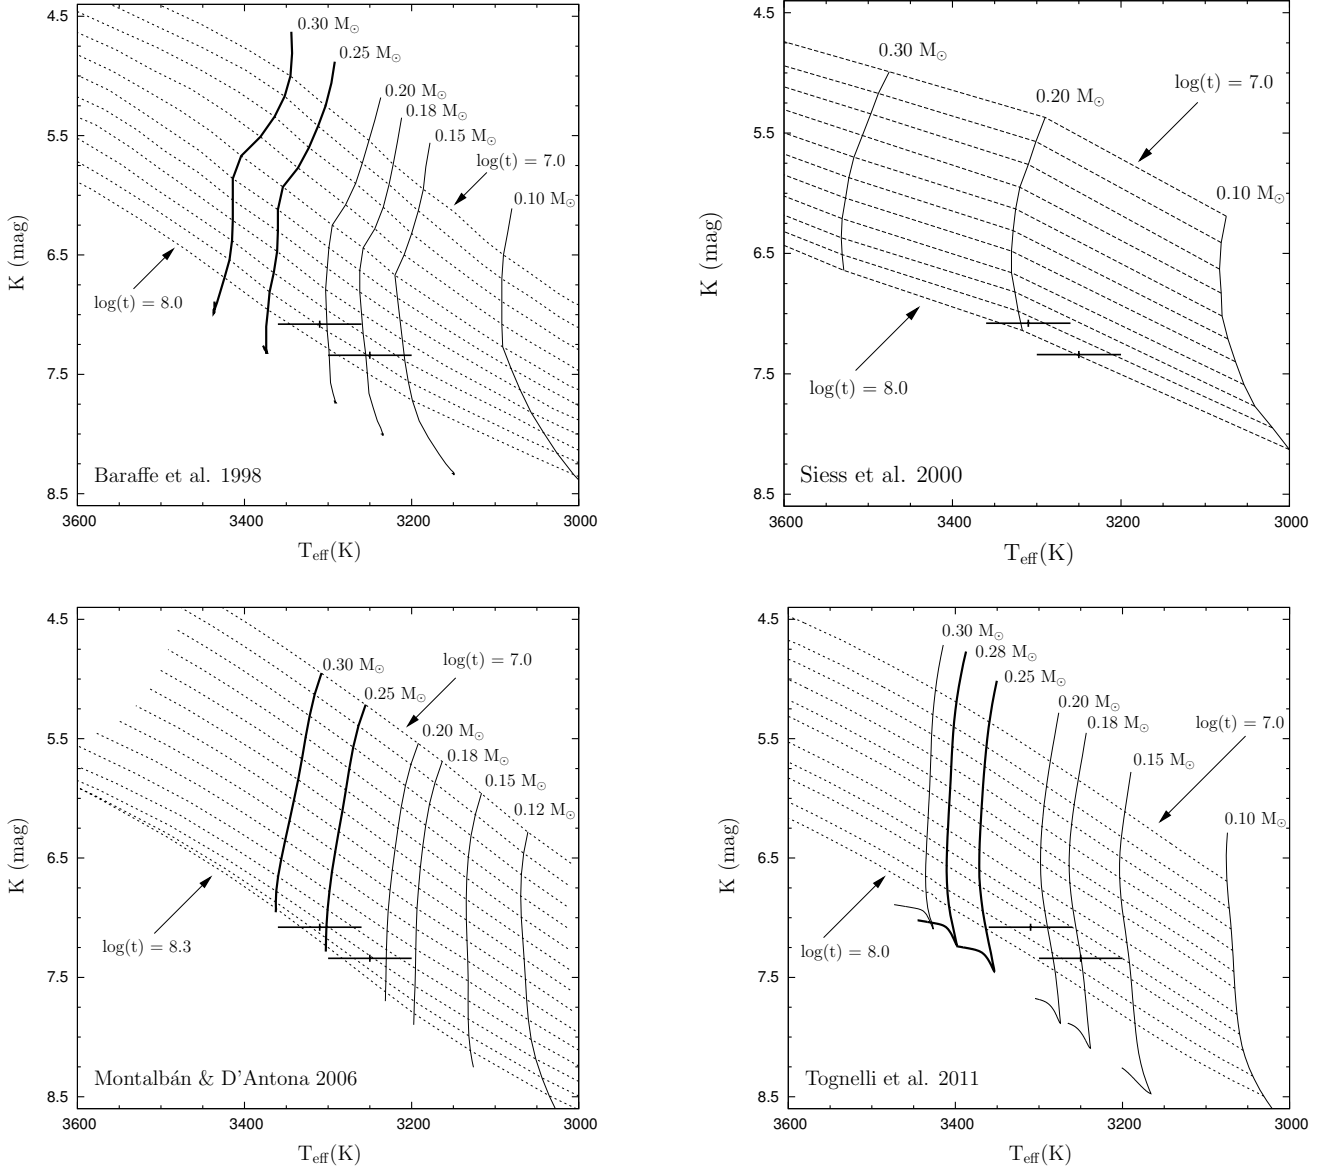 4.5
5.5
6.5
7.5
8.5
K (mag)
0.30 M☉
0.25 M☉
0.20 M☉
0.18 M☉
0.15 M☉
log(t) = 7.0
0.10 M☉
log(t) = 8.0
Baraffe et al. 1998
3600
3400
3200
3000
Teff(K)
4.5
5.5
6.5
7.5
8.5
K (mag)
0.30 M☉
log(t) = 7.0
0.20 M☉
0.10 M☉
log(t) = 8.0
Siess et al. 2000
3600
3400
3200
3000
Teff(K)
4.5
5.5
6.5
7.5
8.5
K (mag)
0.30 M☉
log(t) = 7.0
0.25 M☉
0.20 M☉
0.18 M☉
0.15 M☉
0.12 M☉
log(t) = 8.3
Montalbán & D'Antona 2006
3600
3400
3200
3000
Teff(K)
4.5
5.5
6.5
7.5
8.5
K (mag)
0.30 M☉
0.28 M☉
0.25 M☉
0.20 M☉
0.18 M☉
log(t) = 7.0
0.15 M☉
0.10 M☉
log(t) = 8.0
Tognelli et al. 2011
3600
3400
3200
3000
Teff(K)